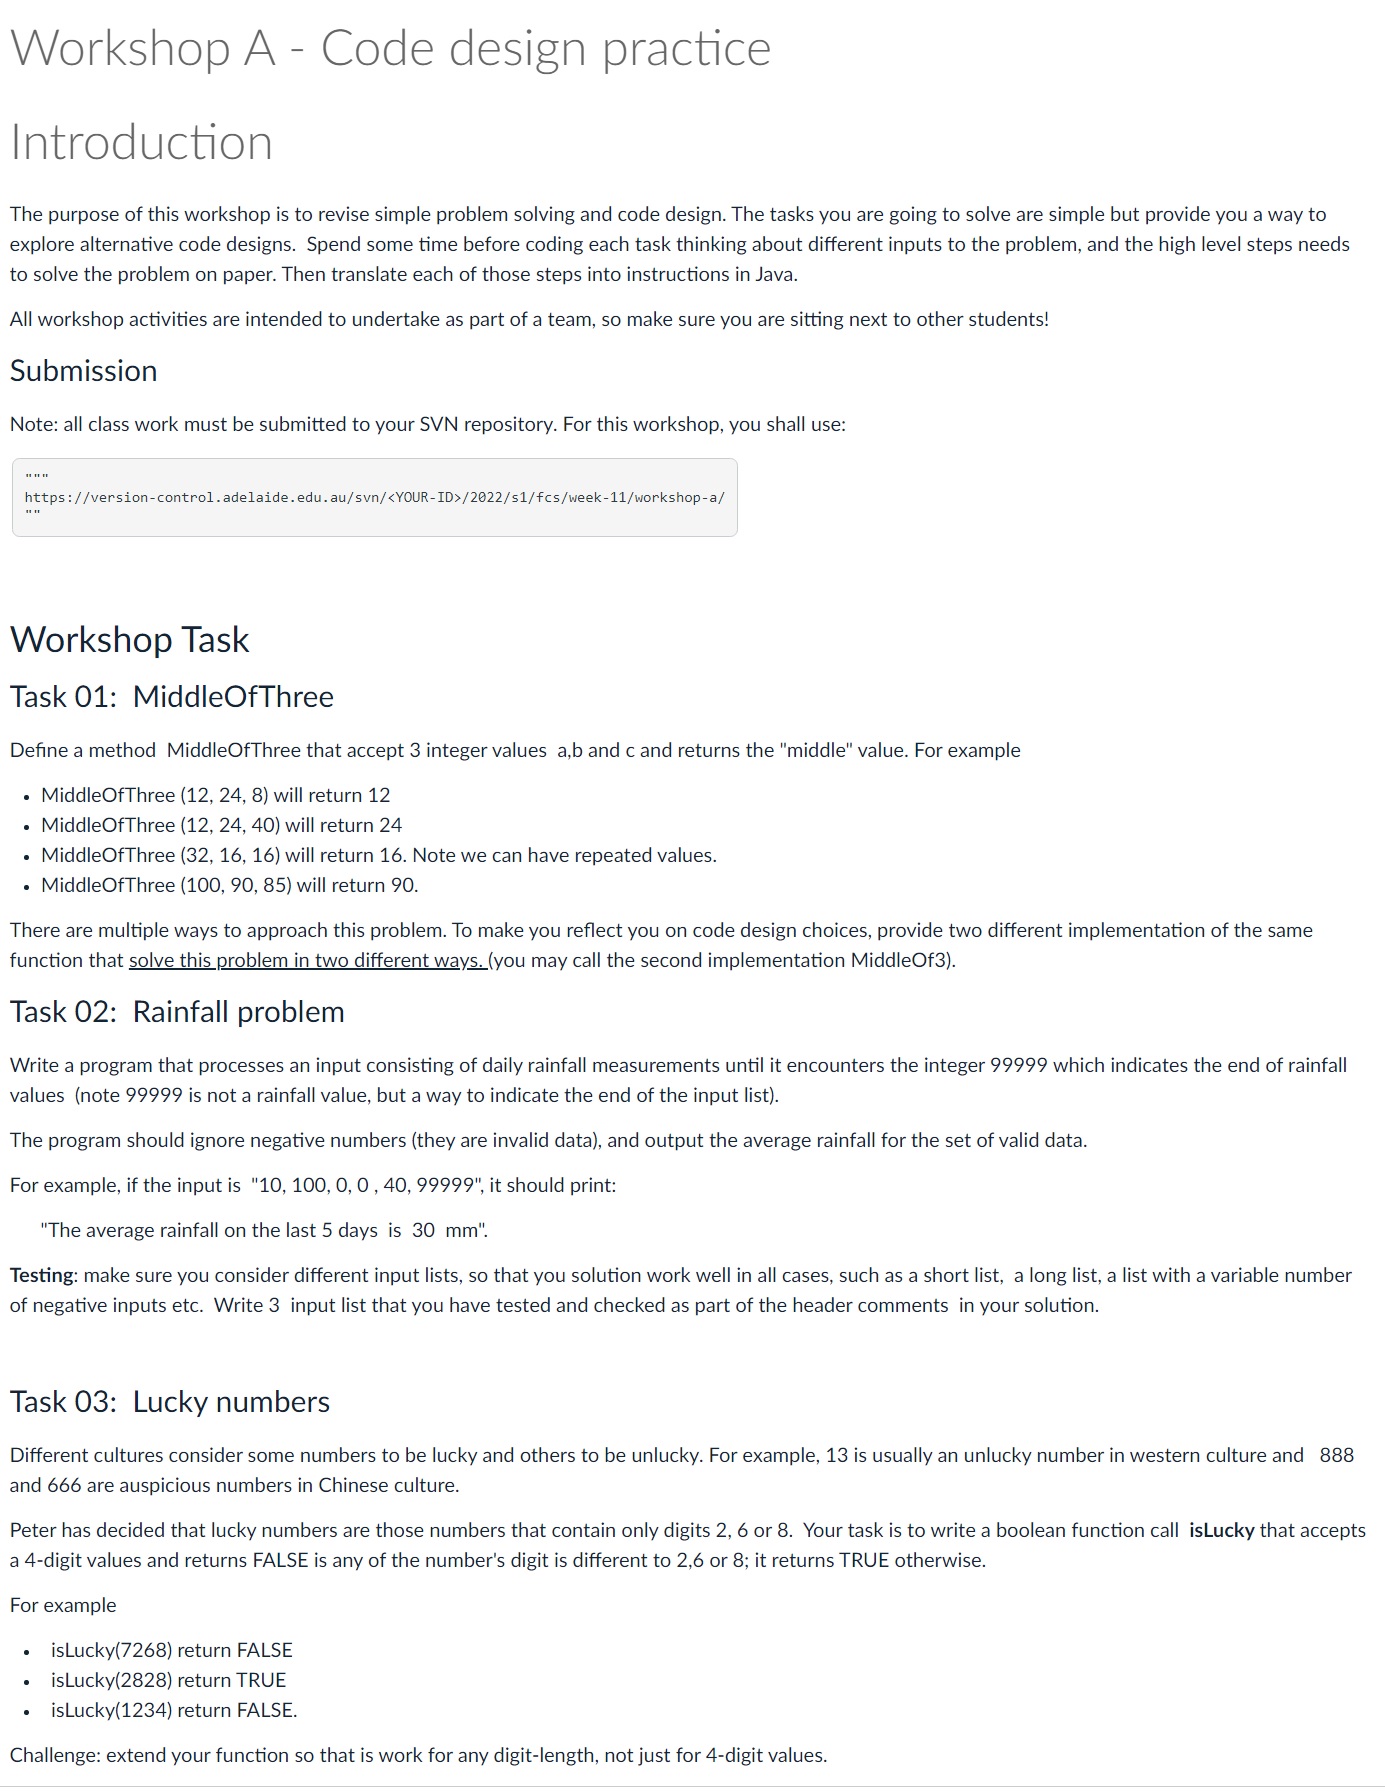 Workshop A - Code design practice
Introduction
The purpose of this workshop is to revise simple problem solving and code design. The tasks you are going to solve are simple but provide you a way to
explore alternative code designs.  Spend some time before coding each task thinking about different inputs to the problem, and the high level steps needs
to solve the problem on paper. Then translate each of those steps into instructions in Java.
All workshop activities are intended to undertake as part of a team, so make sure you are sitting next to other students!
Submission
Note: all class work must be submitted to your SVN repository. For this workshop, you shall use:
"""
https://version-control.adelaide.edu.au/svn/<YOUR-ID>/2022/s1/fcs/week-11/workshop-a/
""
Workshop Task
Task 01:  MiddleOfThree
Define a method  MiddleOfThree that accept 3 integer values  a,b and c and returns the "middle" value. For example
• MiddleOfThree (12, 24, 8) will return 12
• MiddleOfThree (12, 24, 40) will return 24
• MiddleOfThree (32, 16, 16) will return 16. Note we can have repeated values.
• MiddleOfThree (100, 90, 85) will return 90.
There are multiple ways to approach this problem. To make you reflect you on code design choices, provide two different implementation of the same
function that solve this problem in two different ways. (you may call the second implementation MiddleOf3).
Task 02:  Rainfall problem
Write a program that processes an input consisting of daily rainfall measurements until it encounters the integer 99999 which indicates the end of rainfall
values  (note 99999 is not a rainfall value, but a way to indicate the end of the input list).
The program should ignore negative numbers (they are invalid data), and output the average rainfall for the set of valid data.
For example, if the input is  "10, 100, 0, 0 , 40, 99999", it should print:
"The average rainfall on the last 5 days  is  30  mm".
Testing: make sure you consider different input lists, so that you solution work well in all cases, such as a short list,  a long list, a list with a variable number
of negative inputs etc.  Write 3  input list that you have tested and checked as part of the header comments  in your solution.
Task 03:  Lucky numbers
Different cultures consider some numbers to be lucky and others to be unlucky. For example, 13 is usually an unlucky number in western culture and   888
and 666 are auspicious numbers in Chinese culture.
Peter has decided that lucky numbers are those numbers that contain only digits 2, 6 or 8.  Your task is to write a boolean function call  isLucky that accepts
a 4-digit values and returns FALSE is any of the number's digit is different to 2,6 or 8; it returns TRUE otherwise.
For example
• isLucky(7268) return FALSE
• isLucky(2828) return TRUE
• isLucky(1234) return FALSE.
Challenge: extend your function so that is work for any digit-length, not just for 4-digit values.